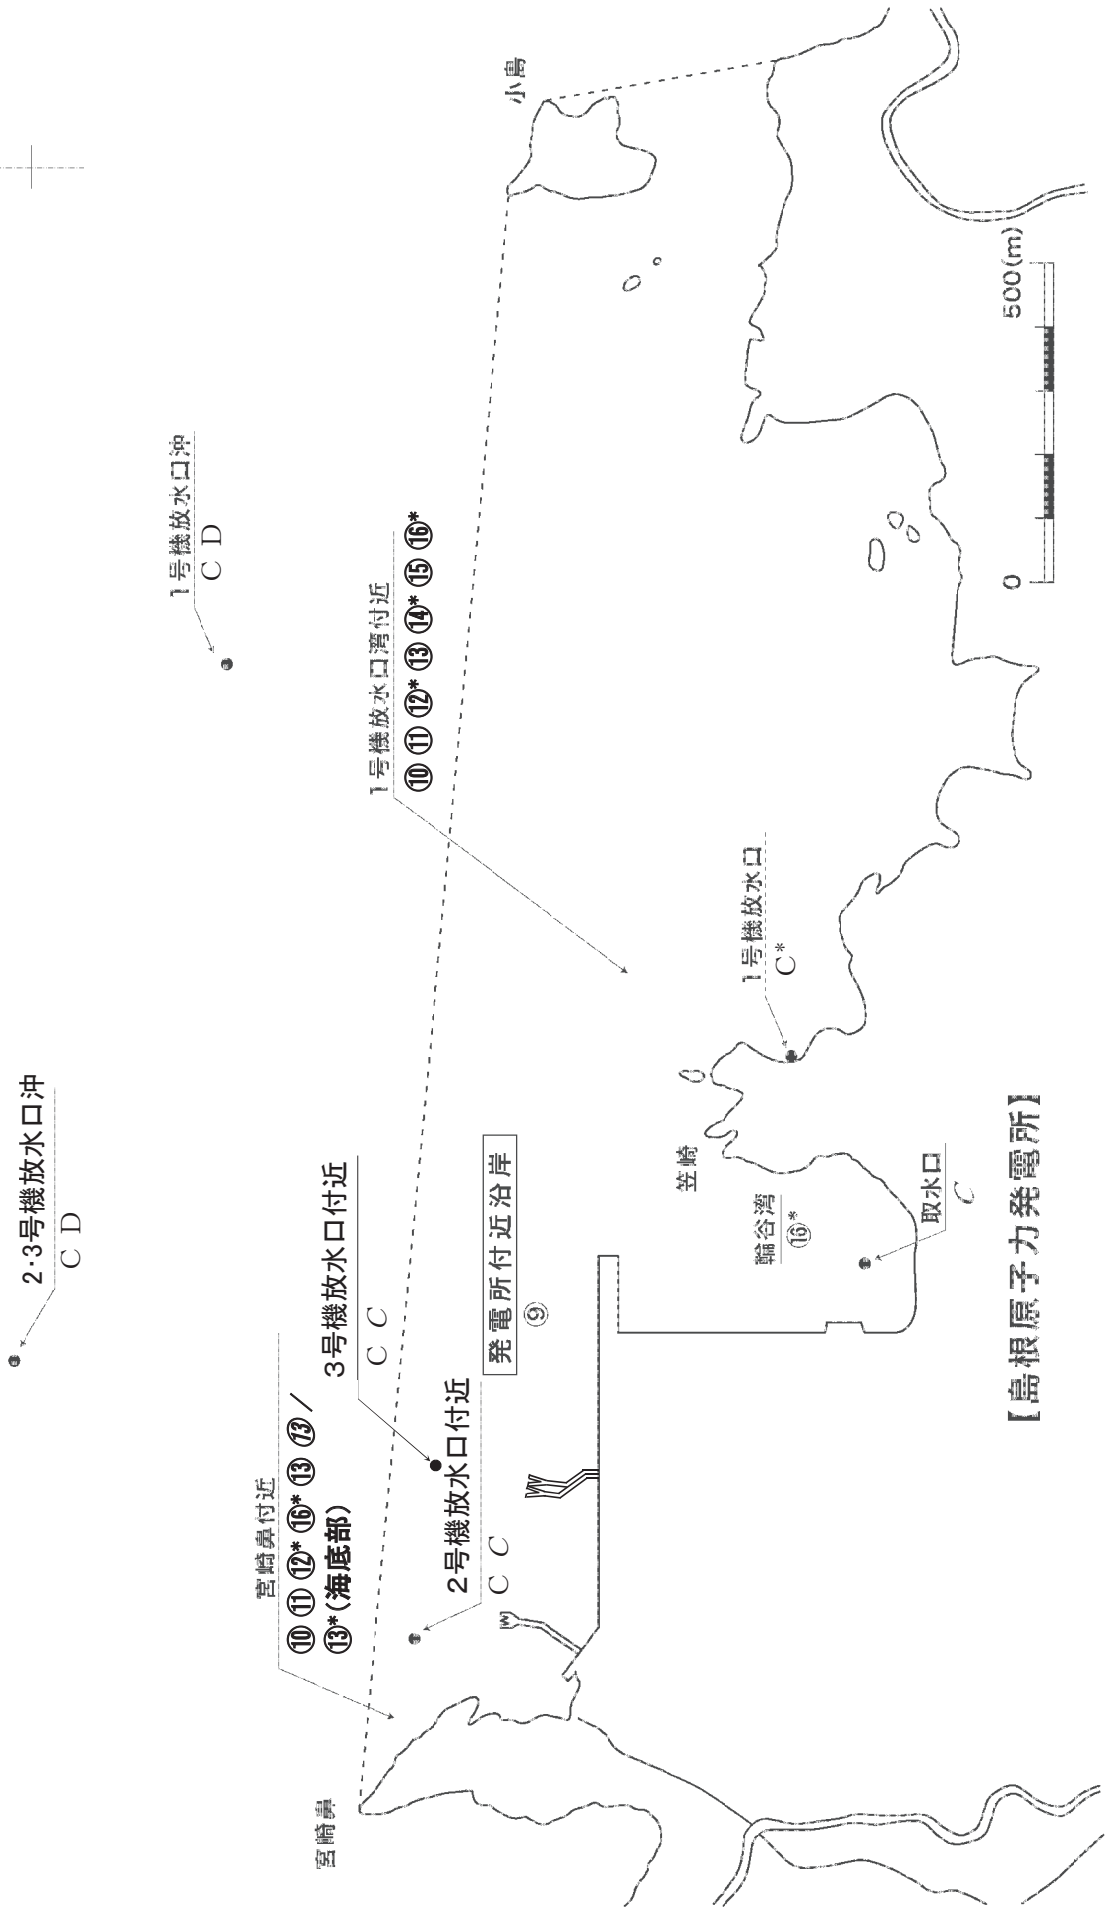 2・3号機放水口沖
C D
1号機放水口沖
C D
宮崎鼻付近
⑩ ⑪ ⑫* ⑯* ⑬ ⑬ /
⑬*(海底部)
3号機放水口付近
C C
1号機放水口湾付近
⑩ ⑪ ⑫* ⑬ ⑭* ⑮ ⑯*
小島
宮崎鼻
2号機放水口付近
C C
発電所付近沿岸
⑨
笠崎
輪谷湾
⑯*
1号機放水口
C*
取水口
C
【島根原子力発電所】
0
500(m)